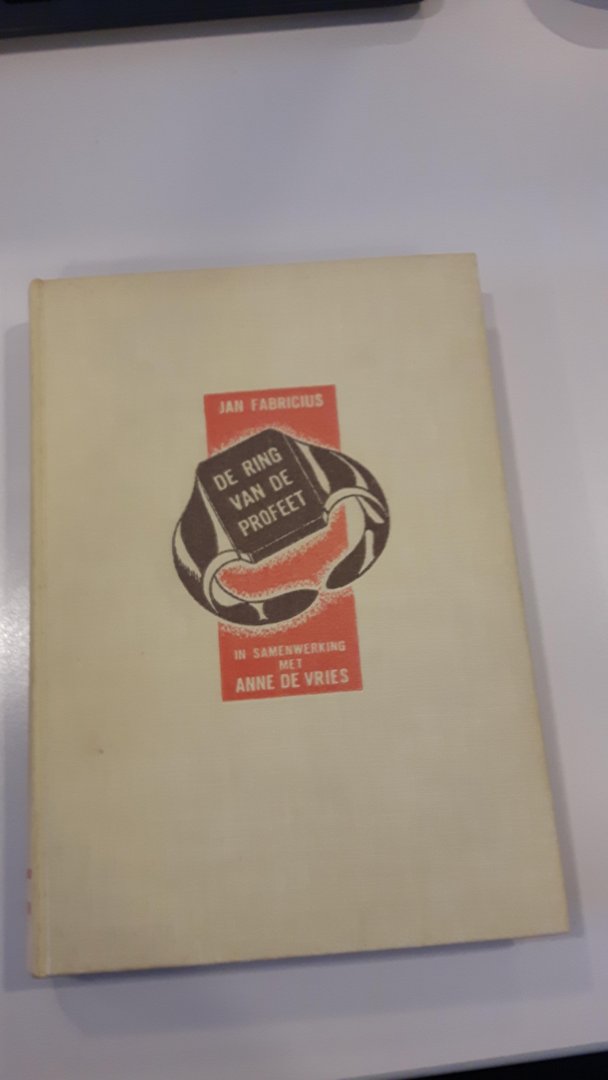 JAN FABRICIUS
DE RING
VAN DE
PROFEET
IN SAMENWERKING
MET
ANNE DE VRIES